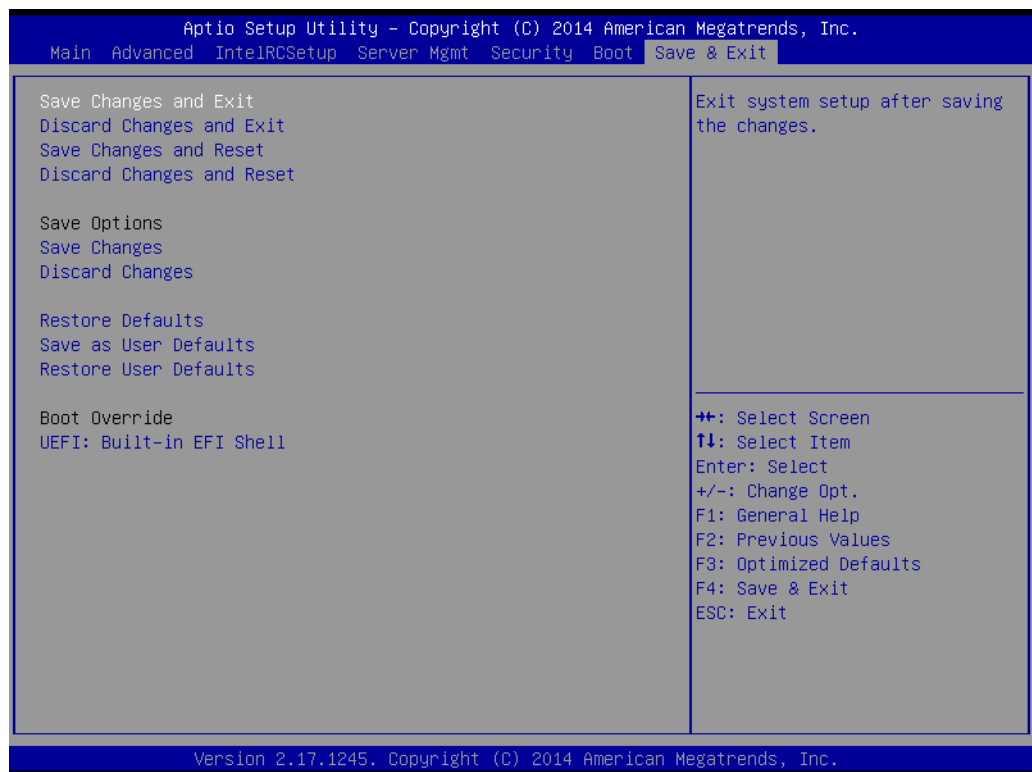 Aptio Setup Utility – Copyright (C) 2014 American Megatrends, Inc.
Main Advanced IntelRCSetup Server Mgmt Security Boot Save & Exit
Save Changes and Exit
Discard Changes and Exit
Save Changes and Reset
Discard Changes and Reset
Save Options
Save Changes
Discard Changes
Restore Defaults
Save as User Defaults
Restore User Defaults
Boot Override
UEFI: Built-in EFI Shell
Exit system setup after saving
the changes.
→←: Select Screen
↑↓: Select Item
Enter: Select
+/-: Change Opt.
F1: General Help
F2: Previous Values
F3: Optimized Defaults
F4: Save & Exit
ESC: Exit
Version 2.17.1245. Copyright (C) 2014 American Megatrends, Inc.